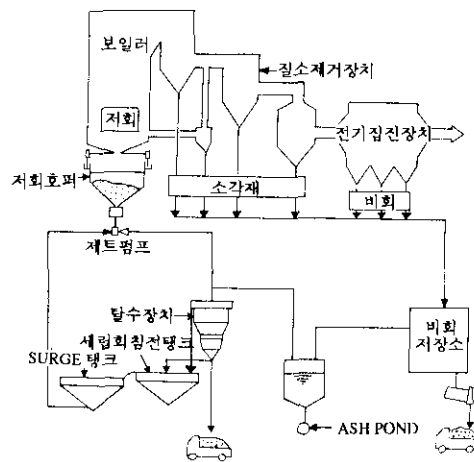 보일러
질소제거장치
저회
전기집진장치
저회호퍼
소각재
비회
제트펌프
탈수장치
세립회침전탱크
SURGE 탱크
비회
저장소
ASH POND